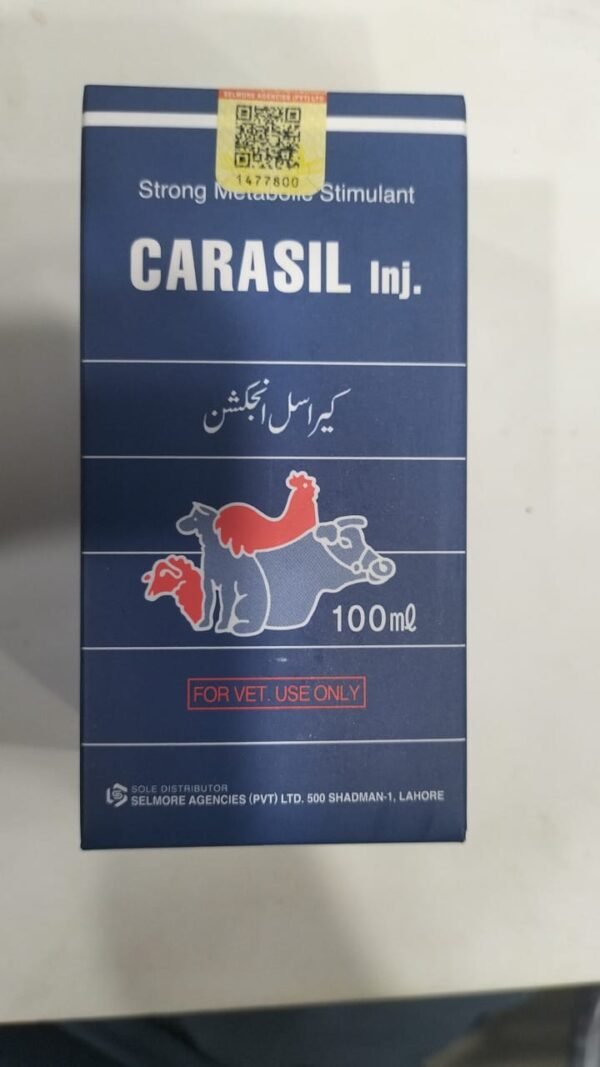 SELMORE AGENCIES (PVT) LTD
1477800
Strong Metabolic Stimulant
CARASIL Inj.
کیراسل انجکشن
100ml
FOR VET. USE ONLY
SOLE DISTRIBUTOR
SELMORE AGENCIES (PVT) LTD. 500 SHADMAN-1, LAHORE